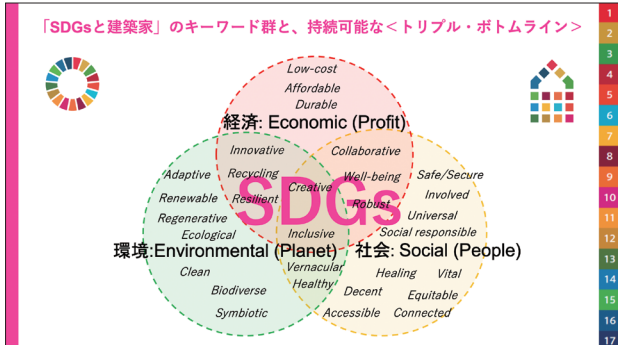 「SDGsと建築家」のキーワード群と、持続可能な＜トリプル・ボトムライン＞
Low-cost
Affordable
Durable
経済: Economic (Profit)
Innovative
Collaborative
Adaptive
Recycling
Creative
Well-being
Safe/Secure
Renewable
Resilient
Robust
Involved
SDGs
Regenerative
Universal
Ecological
Inclusive
Social responsible
環境:Environmental (Planet)
社会: Social (People)
Clean
Vernacular
Healthy
Healing
Vital
Biodiverse
Decent
Equitable
Symbiotic
Accessible
Connected
1
2
3
4
5
6
7
8
9
10
11
12
13
14
15
16
17